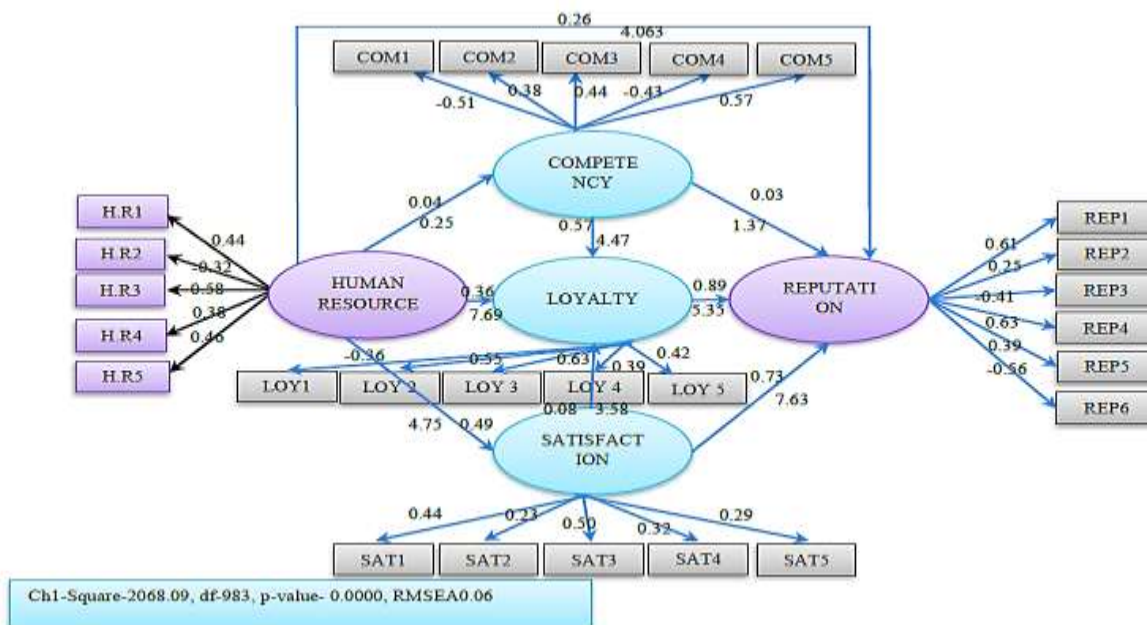 0.26
4.063
COM1 COM2 COM3 COM4 COM5
-0.51 0.38 0.44 -0.43 0.57
COMPETE
NCY
H.R1
H.R2
H.R3
H.R4
H.R5
0.44
-0.32
-0.58
0.38
0.46
HUMAN
RESOURCE
0.04
0.25
0.57
4.47
0.03
1.37
0.36
7.69
LOYALTY
0.89
5.35
REPUTATI
ON
0.61
0.25
-0.41
0.63
0.39
-0.56
REP1
REP2
REP3
REP4
REP5
REP6
-0.36 0.55 0.63 0.39 0.42
LOY1 LOY 2 LOY 3 LOY 4 LOY 5
0.08 3.58
4.75 0.49
0.73
7.63
SATISFACT
ION
0.44 0.23 0.50 0.32 0.29
SAT1 SAT2 SAT3 SAT4 SAT5
Ch1-Square-2068.09, df-983, p-value- 0.0000, RMSEA0.06